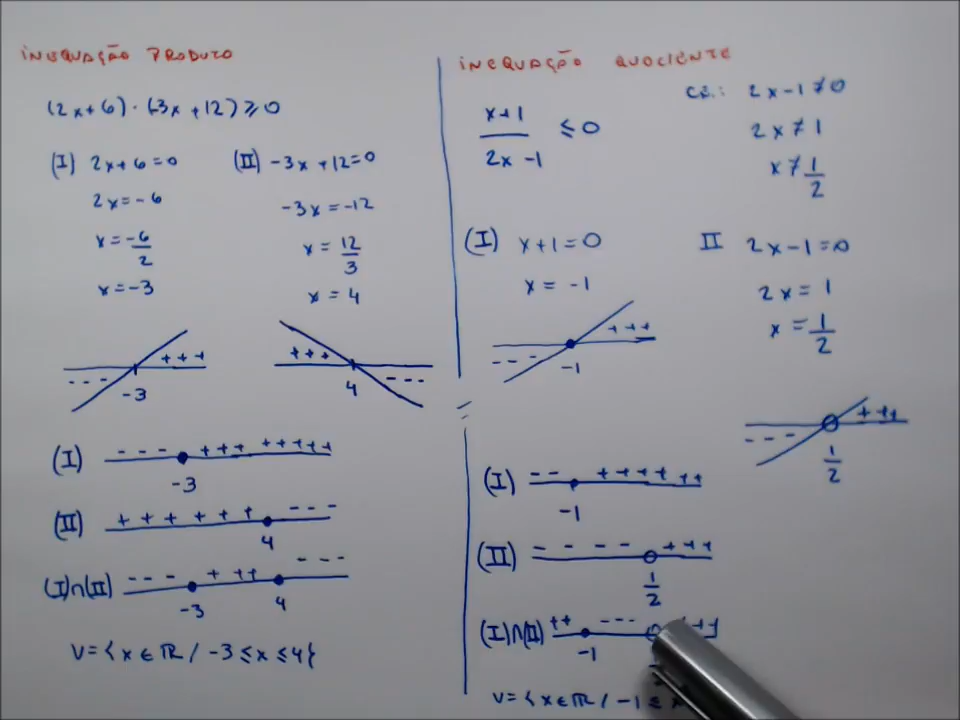 INEQUAÇÃO PRODUTO
(2x+6)·(-3x+12)≥0
(I) 2x+6=0
2x=-6
x=-6/2
x=-3
(II) -3x+12=0
-3x=-12
x=12/3
x=4
--- +++
-3
+++ ---
4
(I) --- +++ +++++
-3
(II) ++++++ ---
4
(I)∩(II) --- +++ ---
-3 4
V={x∈ℝ/-3≤x≤4}
INEQUAÇÃO QUOCIENTE
x+1/2x-1 ≤0
C.E.: 2x-1≠0
2x≠1
x≠1/2
(I) x+1=0
x=-1
--- +++
-1
II 2x-1=0
2x=1
x=1/2
--- +++
1/2
(I) -- ++++ ++
-1
(II) ---- +++
1/2
(I)∩(II) ++ ---
-1
V={x∈ℝ/-1≤x